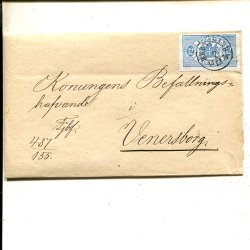 Konungens Befallnings-
hafvande
i
Venersborg.
437
155.